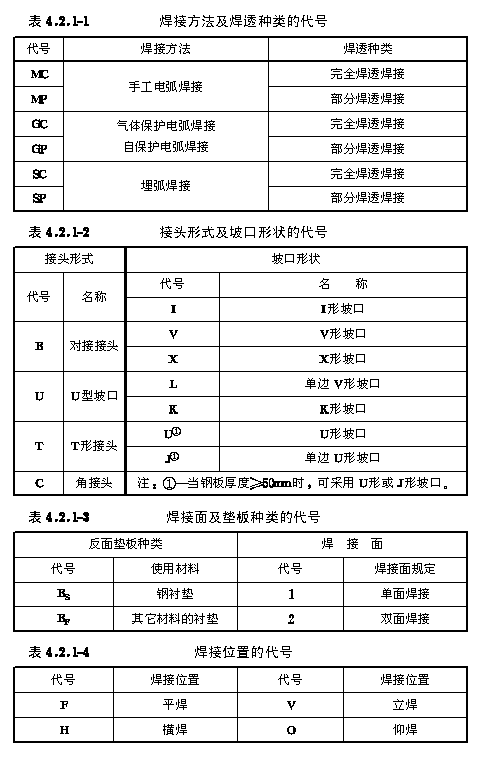 表 4.2.1-1 焊接方法及焊透种类的代号
代号 焊接方法 焊透种类
MC 手工电弧焊接 完全焊透焊接
MP 部分焊透焊接
GC 气体保护电弧焊接 完全焊透焊接
GP 自保护电弧焊接 部分焊透焊接
SC 埋弧焊接 完全焊透焊接
SP 部分焊透焊接
表 4.2.1-2 接头形式及坡口形状的代号
接头形式 坡口形状
代号 名称 代号 名 称
I I形坡口
B 对接接头 V V形坡口
X X形坡口
U U型坡口 L 单边V形坡口
K K形坡口
T T形接头 U① U形坡口
J① 单边U形坡口
C 角接头 注：①—当钢板厚度≥50mm时，可采用U形或J形坡口。
表 4.2.1-3 焊接面及垫板种类的代号
反面垫板种类 焊 接 面
代号 使用材料 代号 焊接面规定
BS 钢衬垫 1 单面焊接
BF 其它材料的衬垫 2 双面焊接
表 4.2.1-4 焊接位置的代号
代号 焊接位置 代号 焊接位置
F 平焊 V 立焊
H 横焊 O 仰焊